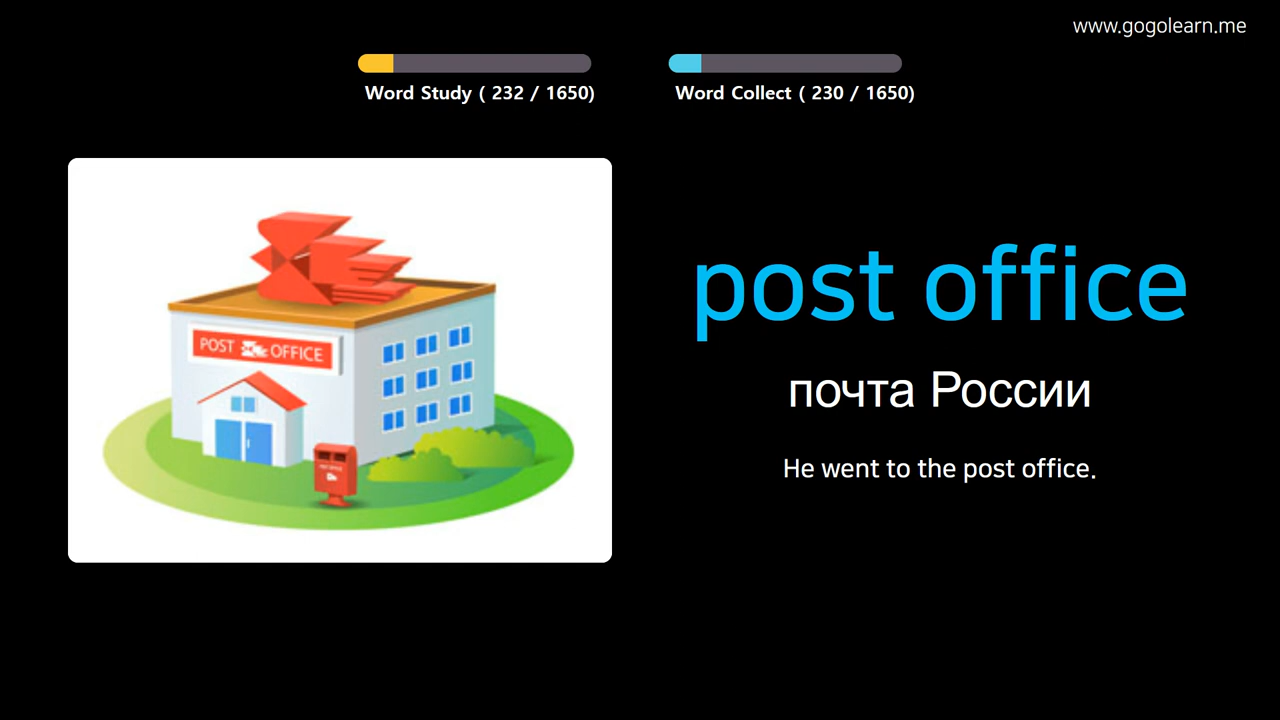 www.gogolearn.me
Word Study ( 232 / 1650)
Word Collect ( 230 / 1650)
POST OFFICE
post office
почта России
He went to the post office.